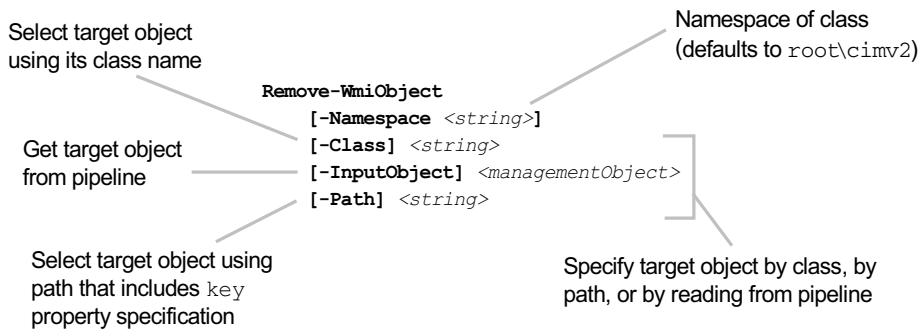 Select target object
using its class name
Namespace of class
(defaults to root\cimv2)
Remove-WmiObject
[-Namespace <string>]
[-Class] <string>
[-InputObject] <managementObject>
[-Path] <string>
Get target object
from pipeline
Select target object using
path that includes key
property specification
Specify target object by class, by
path, or by reading from pipeline